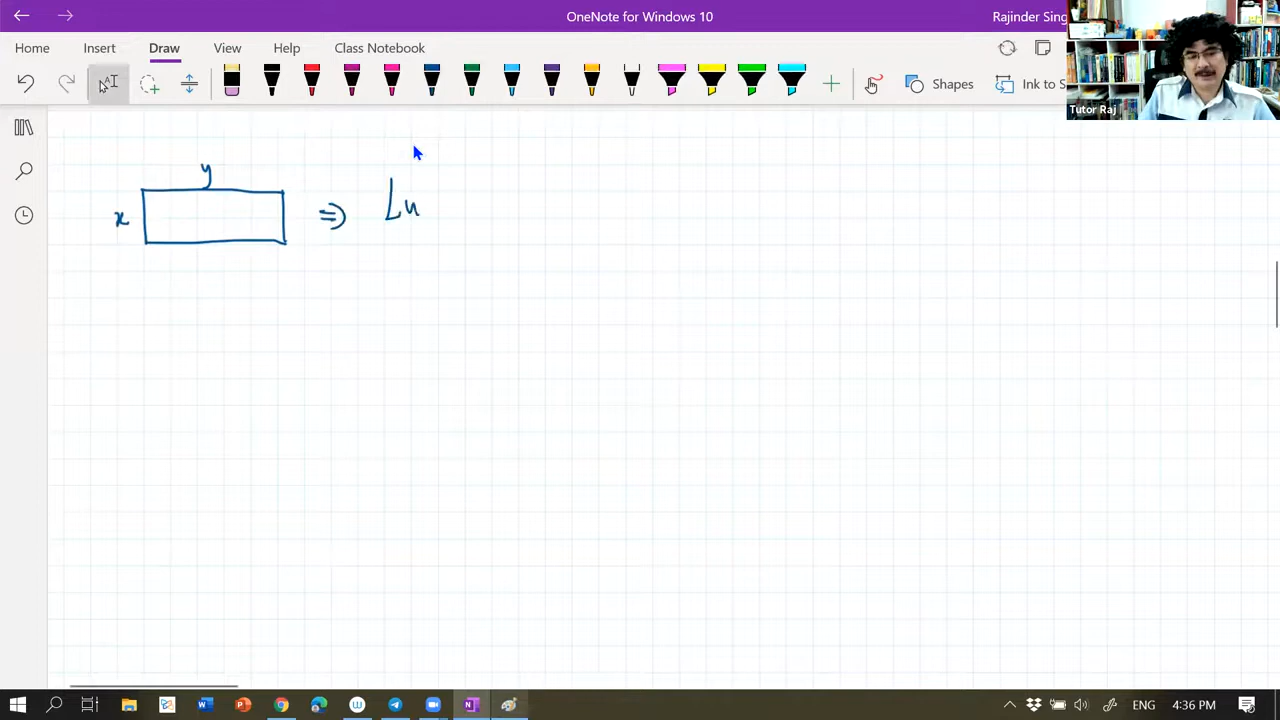 OneNote for Windows 10
Rajinder Sing
Home Insert Draw View Help Class Notebook
Shapes Ink to S
Tutor Raj
y
x ⇒ Lu
ENG 4:36 PM